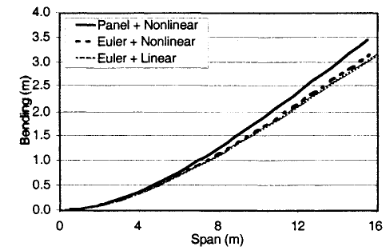 4.0
3.5
3.0
2.5
2.0
1.5
1.0
0.5
0.0
Bending (m)
Panel + Nonlinear
Euler + Nonlinear
Euler + Linear
0
4
8
12
16
Span (m)